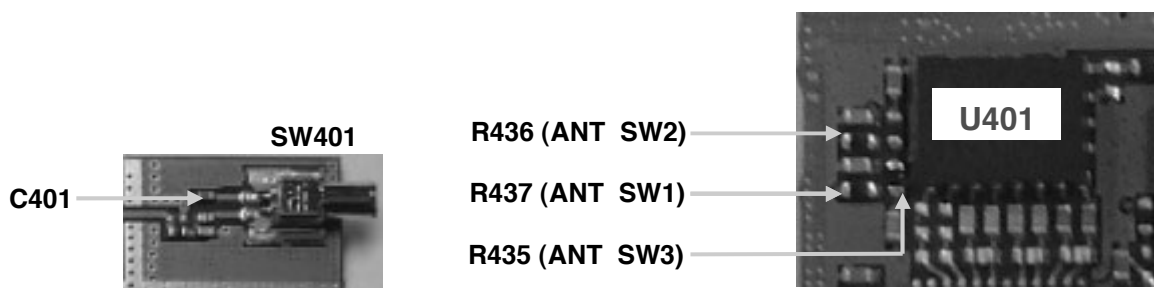 SW401
C401
R436 (ANT SW2)
R437 (ANT SW1)
R435 (ANT SW3)
U401